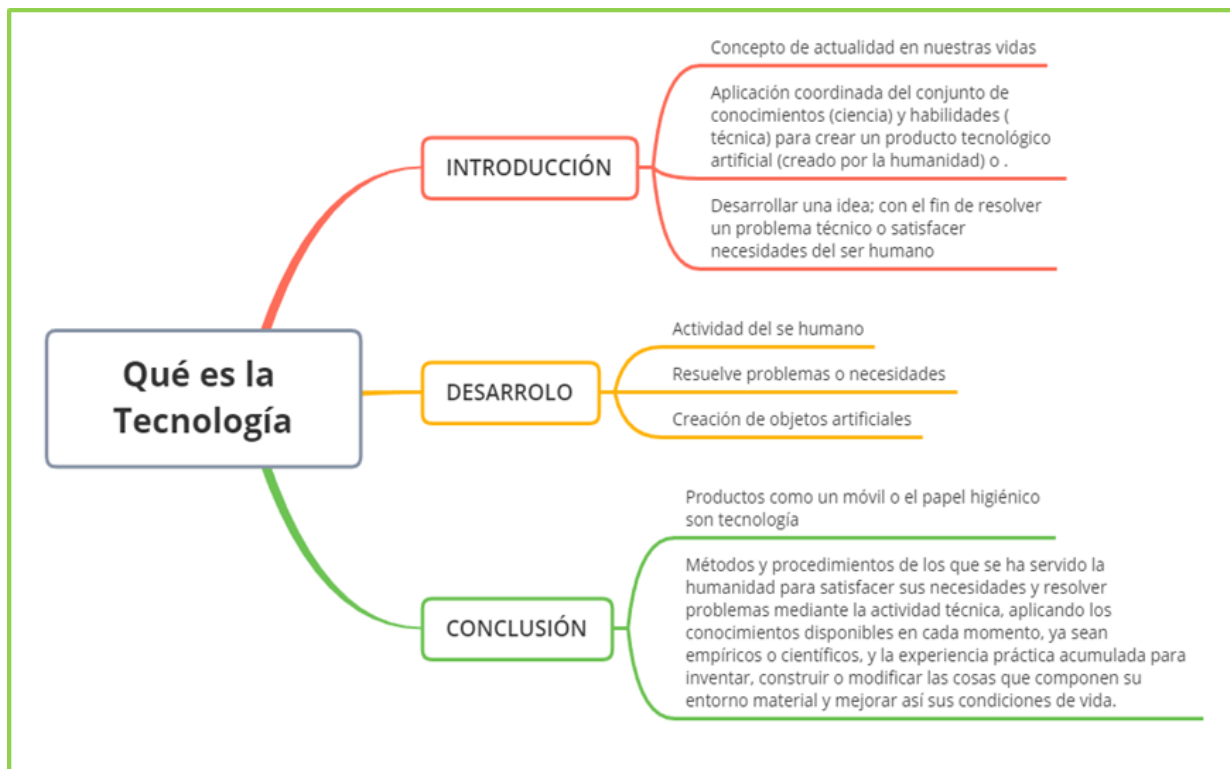 Qué es la
Tecnología
INTRODUCCIÓN
Concepto de actualidad en nuestras vidas
Aplicación coordinada del conjunto de
conocimientos (ciencia) y habilidades (
técnica) para crear un producto tecnológico
artificial (creado por la humanidad) o .
Desarrollar una idea; con el fin de resolver
un problema técnico o satisfacer
necesidades del ser humano
DESARROLO
Actividad del se humano
Resuelve problemas o necesidades
Creación de objetos artificiales
CONCLUSIÓN
Productos como un móvil o el papel higiénico
son tecnología
Métodos y procedimientos de los que se ha servido la
humanidad para satisfacer sus necesidades y resolver
problemas mediante la actividad técnica, aplicando los
conocimientos disponibles en cada momento, ya sean
empíricos o científicos, y la experiencia práctica acumulada para
inventar, construir o modificar las cosas que componen su
entorno material y mejorar así sus condiciones de vida.